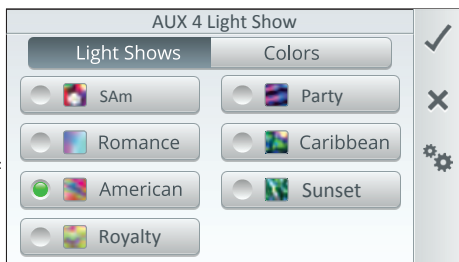 AUX 4 Light Show
Light Shows Colors
SAm Party
Romance Caribbean
American Sunset
Royalty